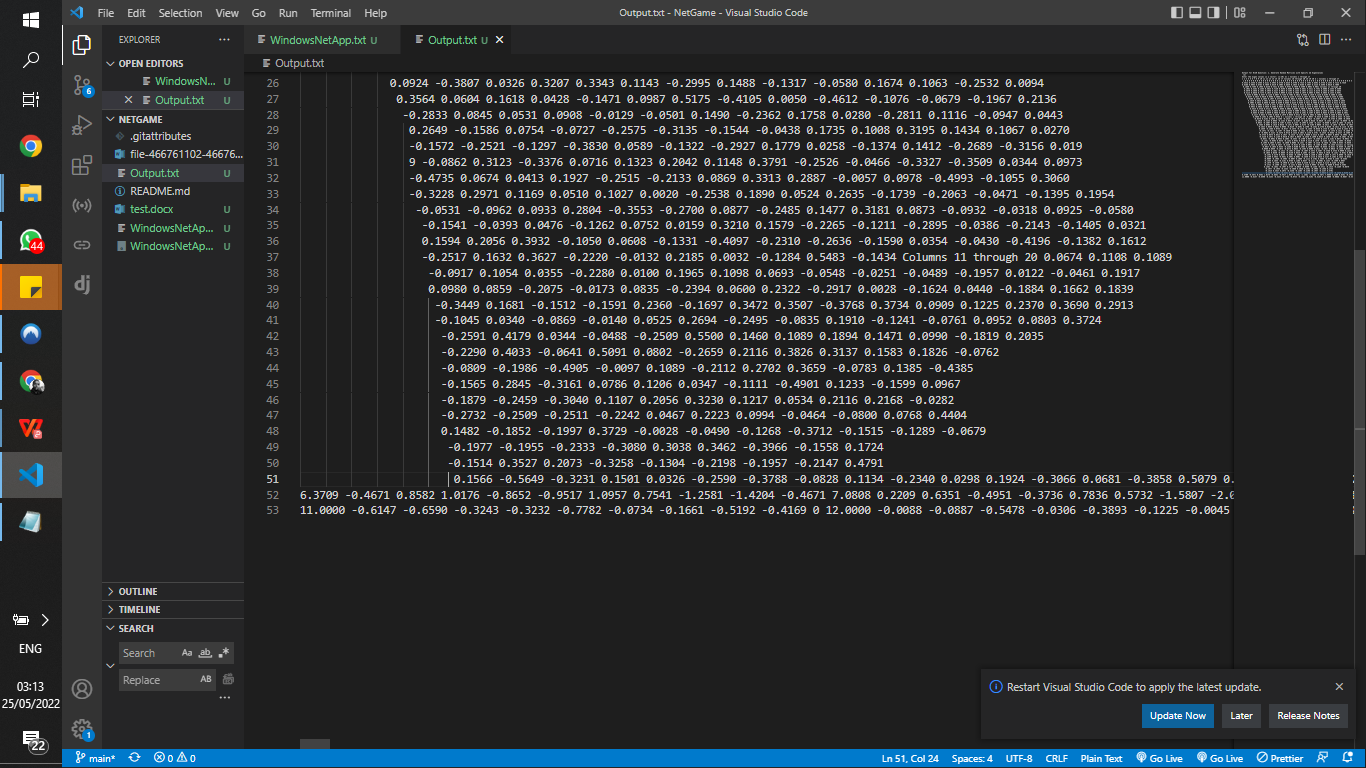 File Edit Selection View Go Run Terminal Help
Output.txt - NetGame - Visual Studio Code
EXPLORER
WindowsNetApp.txt U
Output.txt U
OPEN EDITORS
Output.txt
WindowsN... U
Output.txt U
NETGAME
.gitattributes
file-466761102-46676...
Output.txt U
README.md
test.docx U
WindowsNetAp... U
WindowsNetAp... U
6
44
26 0.0924 -0.3807 0.0326 0.3207 0.3343 0.1143 -0.2995 0.1488 -0.1317 -0.0580 0.1674 0.1063 -0.2532 0.0094
27 0.3564 0.0604 0.1618 0.0428 -0.1471 0.0987 0.5175 -0.4105 0.0050 -0.4612 -0.1076 -0.0679 -0.1967 0.2136
28 -0.2833 0.0845 0.0531 0.0908 -0.0129 -0.0501 0.1490 -0.2362 0.1758 0.0280 -0.2811 0.1116 -0.0947 0.0443
29 0.2649 -0.1586 0.0754 -0.0727 -0.2575 -0.3135 -0.1544 -0.0438 0.1735 0.1008 0.3195 0.1434 0.1067 0.0270
30 -0.1572 -0.2521 -0.1297 -0.3830 0.0589 -0.1322 -0.2927 0.1779 0.0258 -0.1374 0.1412 -0.2689 -0.3156 0.019
31 9 -0.0862 0.3123 -0.3376 0.0716 0.1323 0.2042 0.1148 0.3791 -0.2526 -0.0466 -0.3327 -0.3509 0.0344 0.0973
32 -0.4735 0.0674 0.0413 0.1927 -0.2515 -0.2133 0.0869 0.3313 0.2887 -0.0057 0.0978 -0.4993 -0.1055 0.3060
33 -0.3228 0.2971 0.1169 0.0510 0.1027 0.0020 -0.2538 0.1890 0.0524 0.2635 -0.1739 -0.2063 -0.0471 -0.1395 0.1954
34 -0.0531 -0.0962 0.0933 0.2804 -0.3553 -0.2700 0.0877 -0.2485 0.1477 0.3181 0.0873 -0.0932 -0.0318 0.0925 -0.0580
35 -0.1541 -0.0393 0.0476 -0.1262 0.0752 0.0159 0.3210 0.1579 -0.2265 -0.1211 -0.2895 -0.0386 -0.2143 -0.1405 0.0321
36 0.1594 0.2056 0.3932 -0.1050 0.0608 -0.1331 -0.4097 -0.2310 -0.2636 -0.1590 0.0354 -0.0430 -0.4196 -0.1382 0.1612
37 -0.2517 0.1632 0.3627 -0.2220 -0.0132 0.2185 0.0032 -0.1284 0.5483 -0.1434 Columns 11 through 20 0.0674 0.1108 0.1089
38 -0.0917 0.1054 0.0355 -0.2280 0.0100 0.1965 0.1098 0.0693 -0.0548 -0.0251 -0.0489 -0.1957 0.0122 -0.0461 0.1917
39 0.0980 0.0859 -0.2075 -0.0173 0.0835 -0.2394 0.0600 0.2322 -0.2917 0.0028 -0.1624 0.0440 -0.1884 0.1662 0.1839
40 -0.3449 0.1681 -0.1512 -0.1591 0.2360 -0.1697 0.3472 0.3507 -0.3768 0.3734 0.0909 0.1225 0.2370 0.3690 0.2913
41 -0.1045 0.0340 -0.0869 -0.0140 0.0525 0.2694 -0.2495 -0.0835 0.1910 -0.1241 -0.0761 0.0952 0.0803 0.3724
42 -0.2591 0.4179 0.0344 -0.0488 -0.2509 0.5500 0.1460 0.1089 0.1894 0.1471 0.0990 -0.1819 0.2035
43 -0.2290 0.4033 -0.0641 0.5091 0.0802 -0.2659 0.2116 0.3826 0.3137 0.1583 0.1826 -0.0762
44 -0.0809 -0.1986 -0.4905 -0.0097 0.1089 -0.2112 0.2702 0.3659 -0.0783 0.1385 -0.4385
45 -0.1565 0.2845 -0.3161 0.0786 0.1206 0.0347 -0.1111 -0.4901 0.1233 -0.1599 0.0967
46 -0.1879 -0.2459 -0.3040 0.1107 0.2056 0.3230 0.1217 0.0534 0.2116 0.2168 -0.0282
47 -0.2732 -0.2509 -0.2511 -0.2242 0.0467 0.2223 0.0994 -0.0464 -0.0800 0.0768 0.4404
48 0.1482 -0.1852 -0.1997 0.3729 -0.0028 -0.0490 -0.1268 -0.3712 -0.1515 -0.1289 -0.0679
49 -0.1977 -0.1955 -0.2333 -0.3080 0.3038 0.3462 -0.3966 -0.1558 0.1724
50 -0.1514 0.3527 0.2073 -0.3258 -0.1304 -0.2198 -0.1957 -0.2147 0.4791
51 0.1566 -0.5649 -0.3231 0.1501 0.0326 -0.2590 -0.3788 -0.0828 0.1134 -0.2340 0.0298 0.1924 -0.3066 0.0681 -0.3858 0.5079 0.
52 6.3709 -0.4671 0.8582 1.0176 -0.8652 -0.9517 1.0957 0.7541 -1.2581 -1.4204 -0.4671 7.0808 0.2209 0.6351 -0.4951 -0.3736 0.7836 0.5732 -1.5807 -2.0
53 11.0000 -0.6147 -0.6590 -0.3243 -0.3232 -0.7782 -0.0734 -0.1661 -0.5192 -0.4169 0 12.0000 -0.0088 -0.0887 -0.5478 -0.0306 -0.3893 -0.1225 -0.0045
dj
OUTLINE
TIMELINE
SEARCH
Search Aa ab
Replace AB
ENG
03:13
25/05/2022
22
1
Restart Visual Studio Code to apply the latest update.
Update Now Later Release Notes
main* 0 0
Ln 51, Col 24 Spaces: 4 UTF-8 CRLF Plain Text Go Live Go Live Prettier